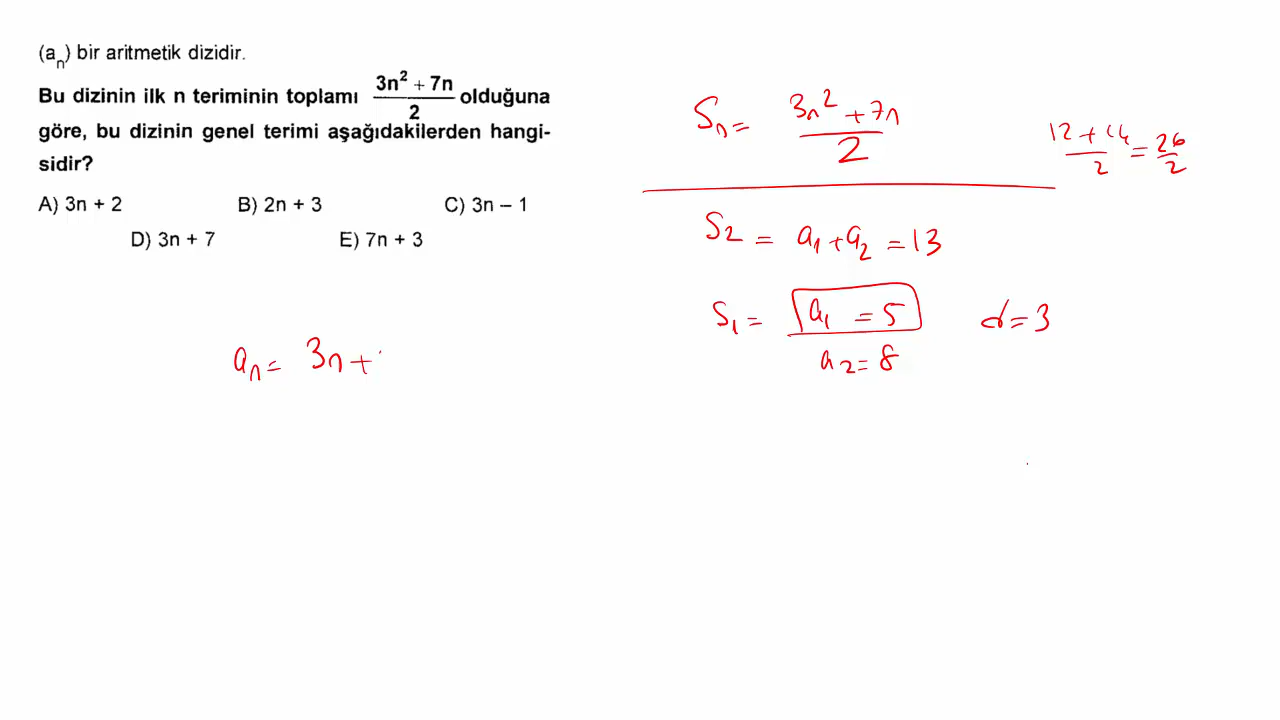 (aₙ) bir aritmetik dizidir.
Bu dizinin ilk n teriminin toplamı (3n² + 7n)/2 olduğuna
göre, bu dizinin genel terimi aşağıdakilerden hangi-
sidir?
A) 3n + 2 B) 2n + 3 C) 3n – 1
D) 3n + 7 E) 7n + 3
aₙ = 3n +
Sₙ = (3n² + 7n)/2
(12 + 14)/2 = 26/2
S₂ = a₁ + a₂ = 13
S₁ = a₁ = 5 d = 3
a₂ = 8